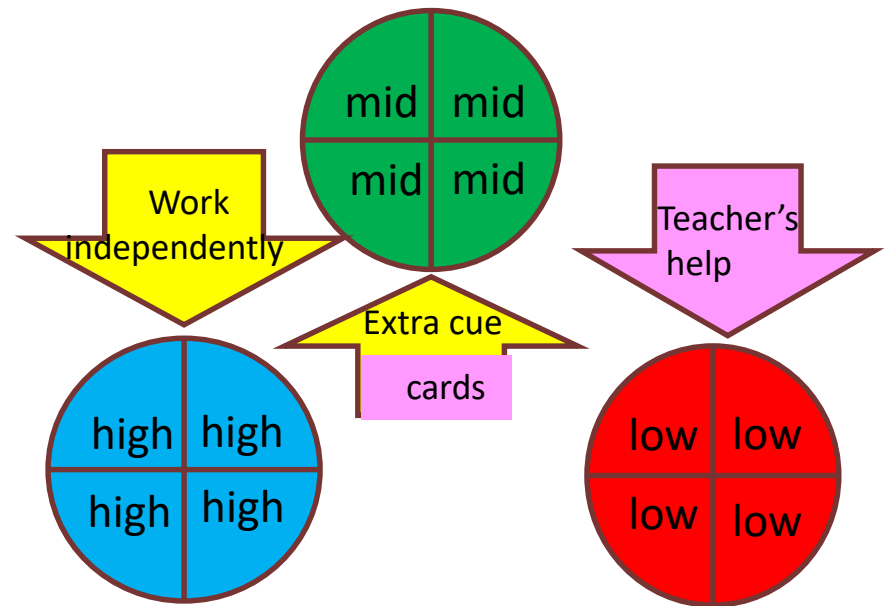 mid mid
mid mid
Work
independently
Teacher's
help
Extra cue
cards
high high
high high
low low
low low